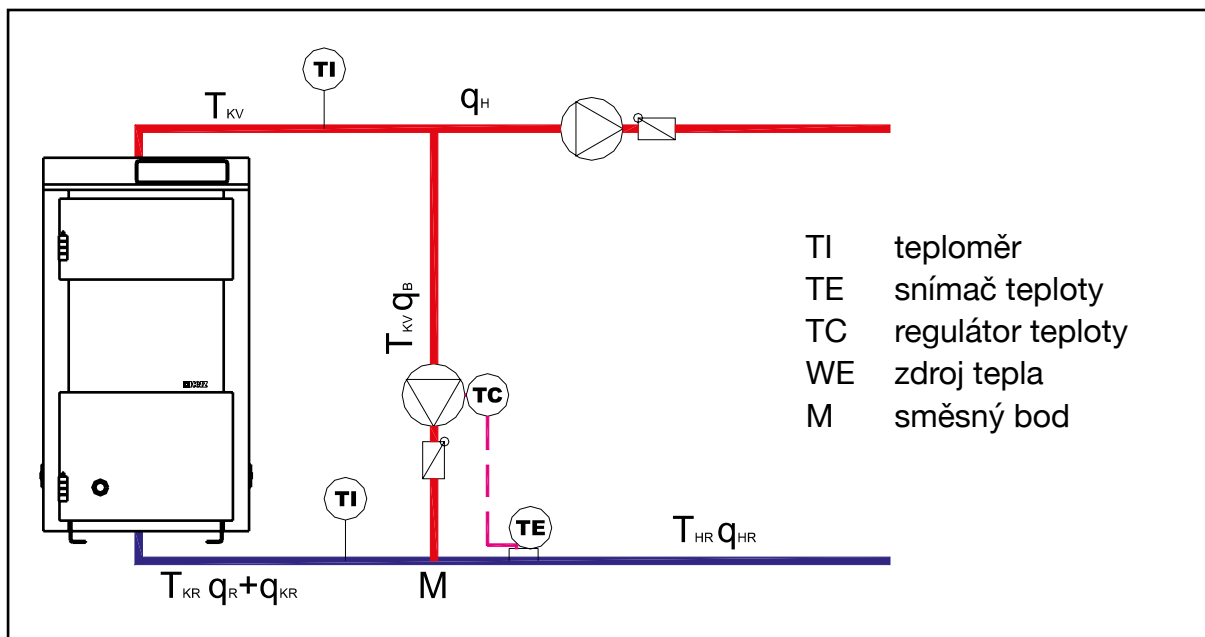 TI
T KV
q H
T KV q B
TC
TI
TE
T HR q HR
T KR q R+q KR
M
TI teploměr
TE snímač teploty
TC regulátor teploty
WE zdroj tepla
M směsný bod